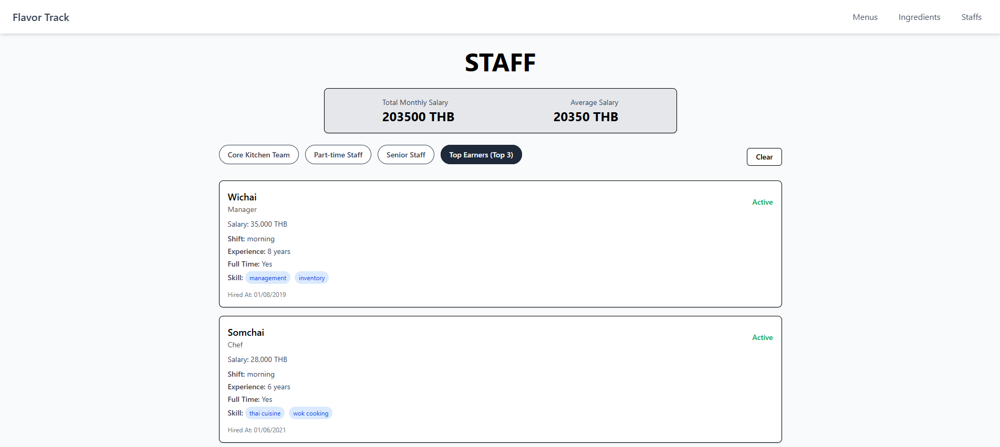 Flavor Track
Menus Ingredients Staffs
STAFF
Total Monthly Salary Average Salary
203500 THB 20350 THB
Core Kitchen Team Part-time Staff Senior Staff Top Earners (Top 3) Clear
Wichai
Active
Manager
Salary: 35,000 THB
Shift: morning
Experience: 8 years
Full Time: Yes
Skill: management inventory
Hired At: 01/08/2019
Somchai
Active
Chef
Salary: 28,000 THB
Shift: morning
Experience: 6 years
Full Time: Yes
Skill: thai cuisine wok cooking
Hired At: 01/06/2021